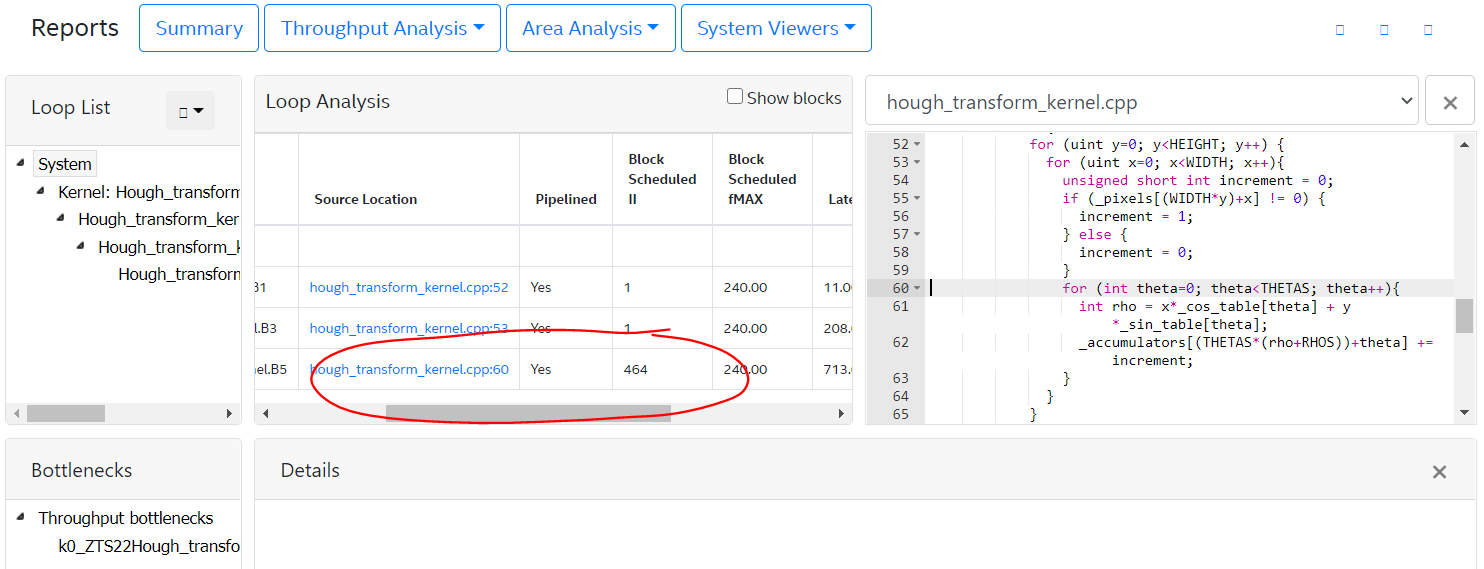 Reports
Summary
Throughput Analysis
Area Analysis
System Viewers
Loop List
System
Kernel: Hough_transform
Hough_transform_ker
Hough_transform_k
Hough_transform
Loop Analysis
Show blocks
Source Location
Pipelined
Block Scheduled II
Block Scheduled fMAX
Late
31 hough_transform_kernel.cpp:52 Yes 1 240.00 11.0
el.B3 hough_transform_kernel.cpp:53 Yes 1 240.00 208.
nel.B5 hough_transform_kernel.cpp:60 Yes 464 240.00 713.
hough_transform_kernel.cpp
52 for (uint y=0; y<HEIGHT; y++) {
53 for (uint x=0; x<WIDTH; x++){
54 unsigned short int increment = 0;
55 if (_pixels[(WIDTH*y)+x] != 0) {
56 increment = 1;
57 } else {
58 increment = 0;
59 }
60 for (int theta=0; theta<THETAS; theta++){
61 int rho = x*_cos_table[theta] + y
*_sin_table[theta];
62 _accumulators[(THETAS*(rho+RHOS))+theta] +=
increment;
63 }
64 }
65 }
Bottlenecks
Throughput bottlenecks
k0_ZTS22Hough_transfo
Details